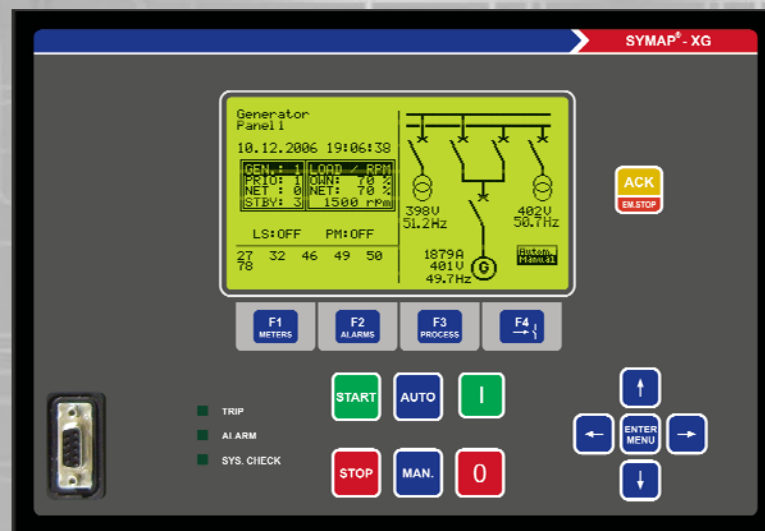 SYMAP® - XG
Generator
Panel1
10.12.2006 19:06:38
GEN.: 1 LOAD / RPM
PRIO: 1 OWN: 70 %
NET : 0 NET: 70 %
STBY: 3 1500 rpm
LS:OFF PM:OFF
27 32 46 49 50
78
398V
51.2Hz
402V
50.7Hz
1879A
401V
49.7Hz
G
Autom.
Manual
ACK
EM.STOP
F1
METERS
F2
ALARMS
F3
PROCESS
F4
TRIP
ALARM
SYS. CHECK
START
AUTO
I
STOP
MAN.
0
ENTER
MENU